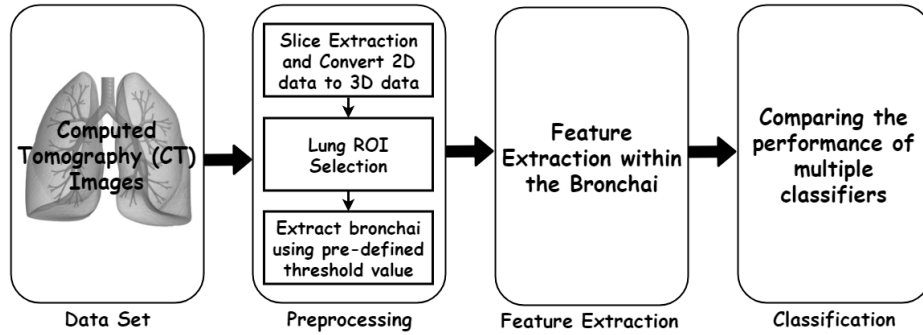 Computed
Tomography (CT)
Images
Data Set
Slice Extraction
and Convert 2D
data to 3D data
Lung ROI
Selection
Extract bronchai
using pre-defined
threshold value
Preprocessing
Feature
Extraction within
the Bronchai
Feature Extraction
Comparing the
performance of
multiple
classifiers
Classification